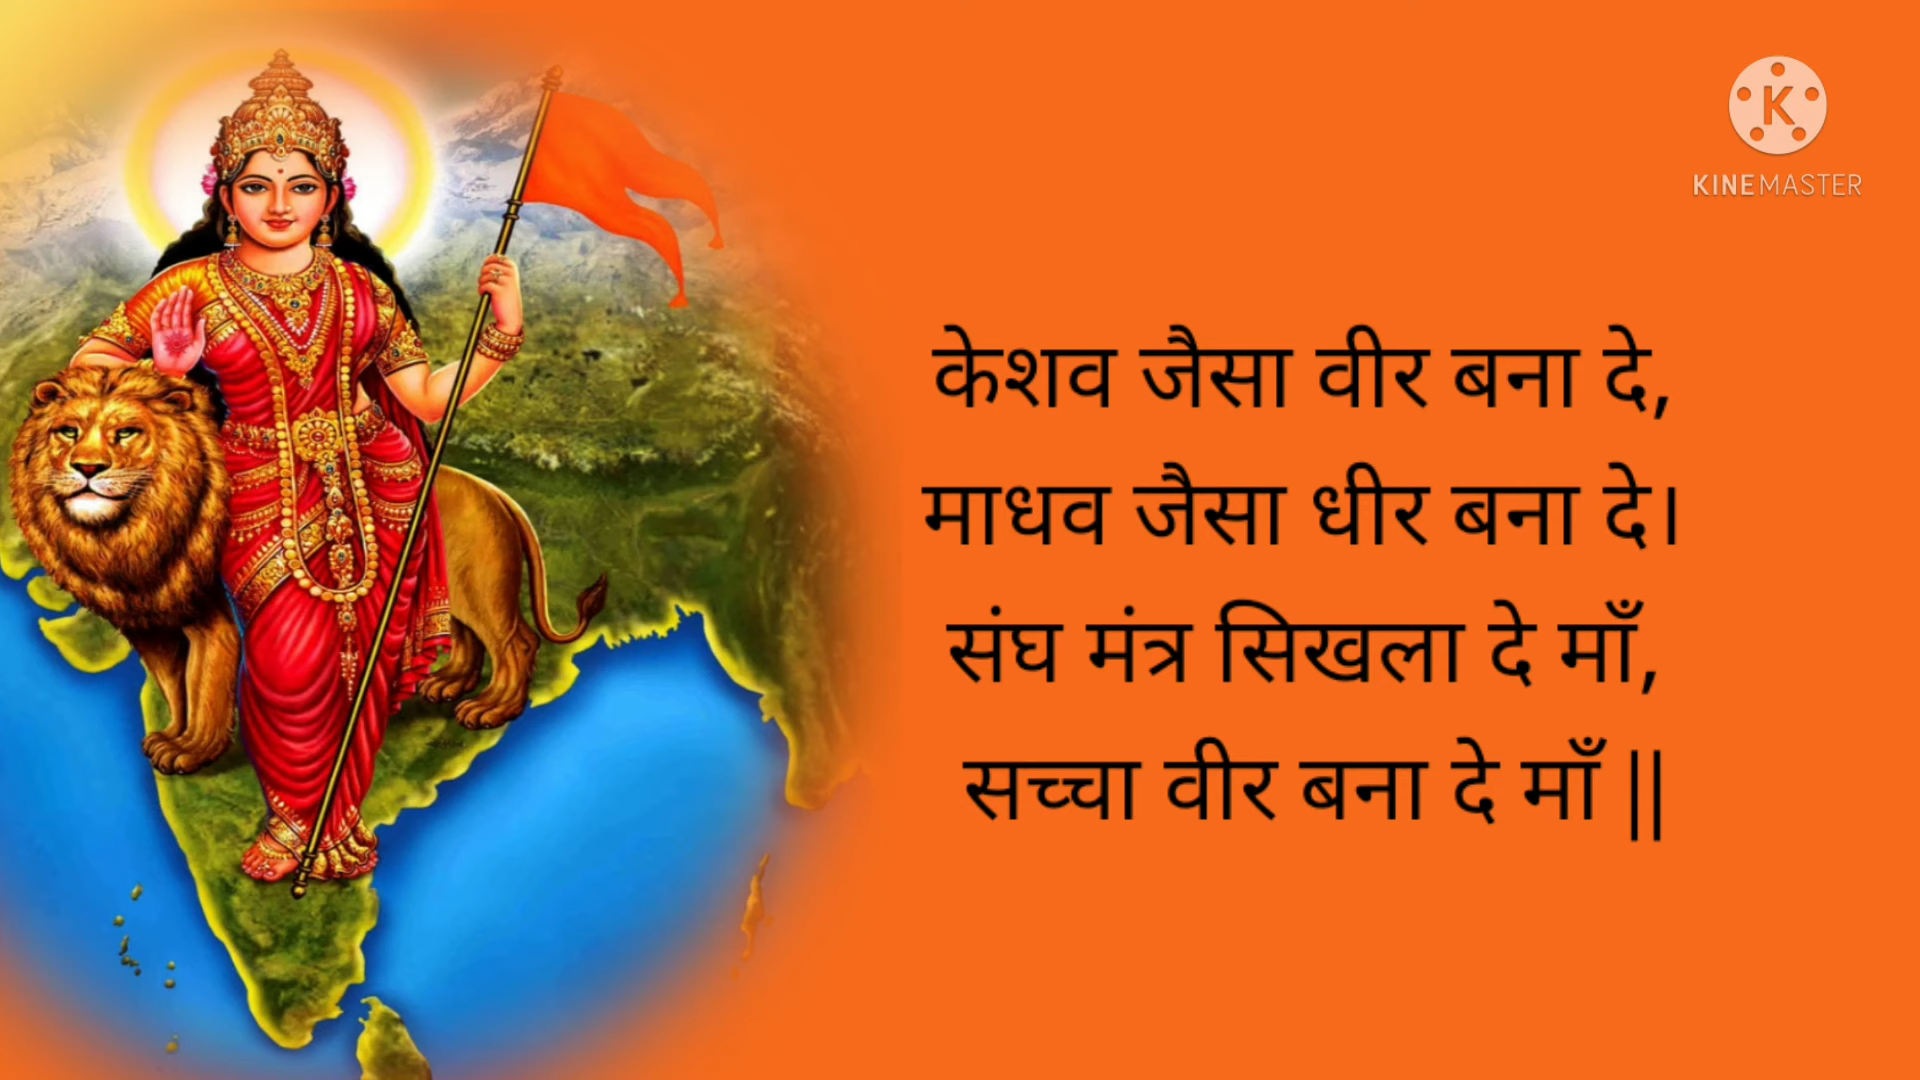 K
KINEMASTER
केशव जैसा वीर बना दे,
माधव जैसा धीर बना दे।
संघ मंत्र सिखला दे माँ,
सच्चा वीर बना दे माँ ||